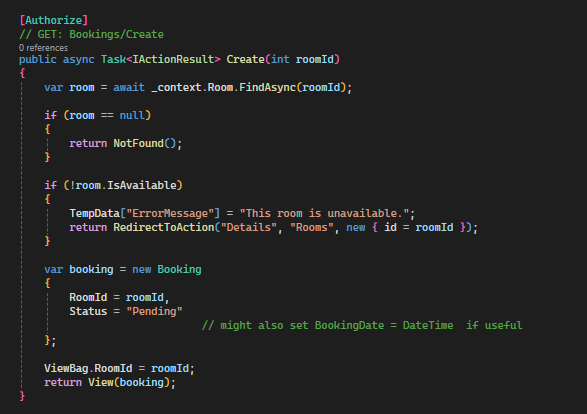 [Authorize]
// GET: Bookings/Create
0 references
public async Task<IActionResult> Create(int roomId)
{
    var room = await _context.Room.FindAsync(roomId);

    if (room == null)
    {
        return NotFound();
    }

    if (!room.IsAvailable)
    {
        TempData["ErrorMessage"] = "This room is unavailable.";
        return RedirectToAction("Details", "Rooms", new { id = roomId });
    }

    var booking = new Booking
    {
        RoomId = roomId,
        Status = "Pending"
                             // might also set BookingDate = DateTime  if useful
    };

    ViewBag.RoomId = roomId;
    return View(booking);
}